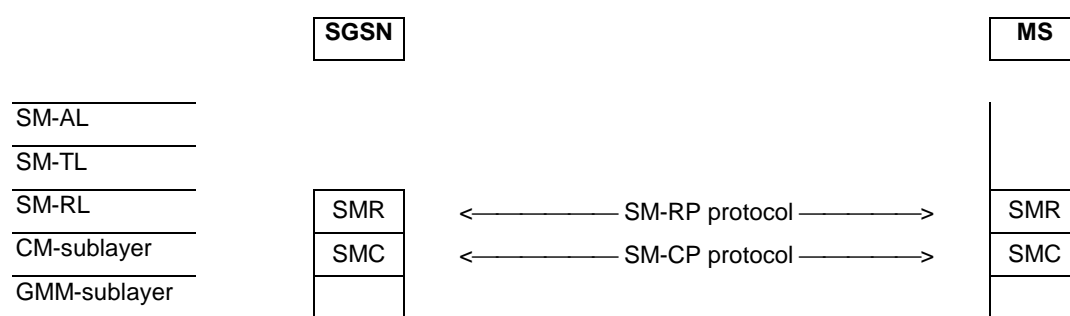 SGSN MS
SM-AL
SM-TL
SM-RL SMR <———————— SM-RP protocol ————————> SMR
CM-sublayer SMC <———————— SM-CP protocol ————————> SMC
GMM-sublayer